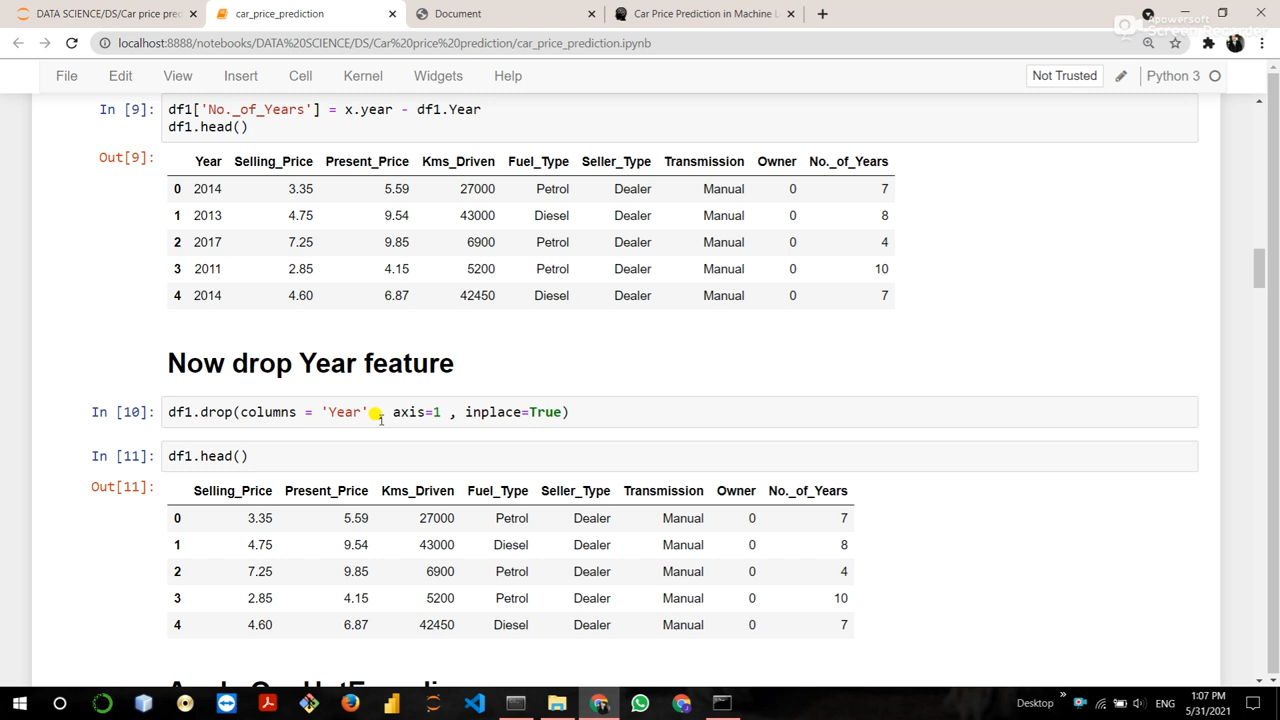 DATA SCIENCE/DS/Car price pred
car_price_prediction
Document
Car Price Prediction in Machine L
localhost:8888/notebooks/DATA%20SCIENCE/DS/Car%20price%20prediction/car_price_prediction.ipynb
Apowersoft
Screen Recorder
File Edit View Insert Cell Kernel Widgets Help Not Trusted Python 3
In [9]: df1['No._of_Years'] = x.year - df1.Year
df1.head()
Out[9]:
Year Selling_Price Present_Price Kms_Driven Fuel_Type Seller_Type Transmission Owner No._of_Years
0 2014 3.35 5.59 27000 Petrol Dealer Manual 0 7
1 2013 4.75 9.54 43000 Diesel Dealer Manual 0 8
2 2017 7.25 9.85 6900 Petrol Dealer Manual 0 4
3 2011 2.85 4.15 5200 Petrol Dealer Manual 0 10
4 2014 4.60 6.87 42450 Diesel Dealer Manual 0 7
Now drop Year feature
In [10]: df1.drop(columns = 'Year' , axis=1 , inplace=True)
In [11]: df1.head()
Out[11]:
Selling_Price Present_Price Kms_Driven Fuel_Type Seller_Type Transmission Owner No._of_Years
0 3.35 5.59 27000 Petrol Dealer Manual 0 7
1 4.75 9.54 43000 Diesel Dealer Manual 0 8
2 7.25 9.85 6900 Petrol Dealer Manual 0 4
3 2.85 4.15 5200 Petrol Dealer Manual 0 10
4 4.60 6.87 42450 Diesel Dealer Manual 0 7
Desktop
ENG
1:07 PM
5/31/2021